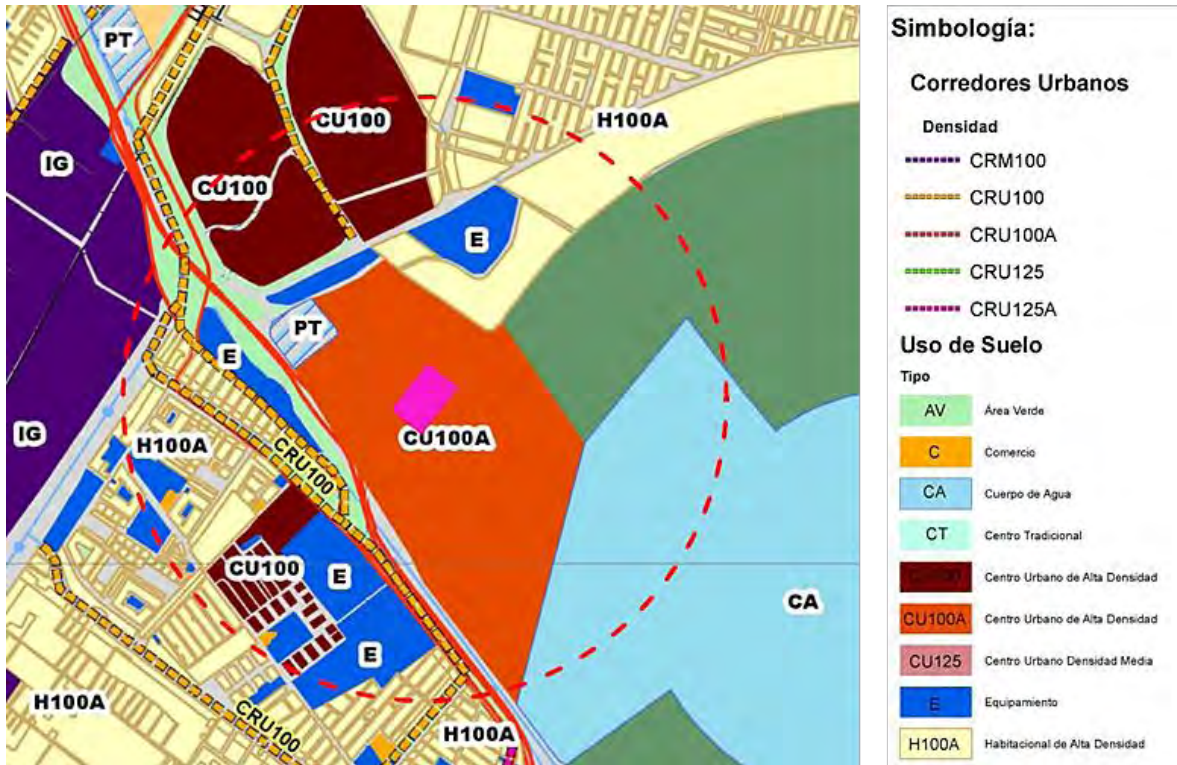 PT
IG
CU100
CU100
H100A
E
PT
E
CU100A
IG
H100A
CRU100
CU100
E
CA
E
H100A
CRU100
H100A
Simbología:
Corredores Urbanos
Densidad
CRM100
CRU100
CRU100A
CRU125
CRU125A
Uso de Suelo
Tipo
AV Área Verde
C Comercio
CA Cuerpo de Agua
CT Centro Tradicional
CU100 Centro Urbano de Alta Densidad
CU100A Centro Urbano de Alta Densidad
CU125 Centro Urbano Densidad Media
E Equipamiento
H100A Habitacional de Alta Densidad